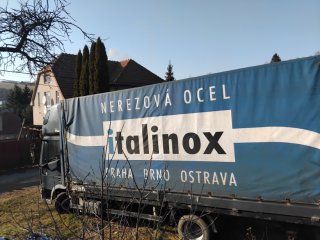 NEREZOVÁ OCEL
italinox
PRAHA BRNO OSTRAVA